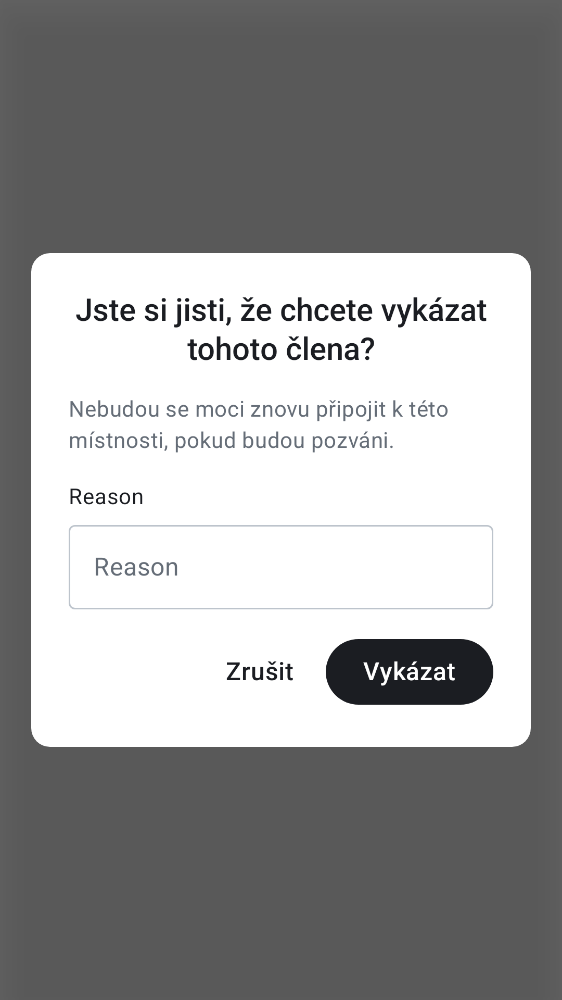 Jste si jisti, že chcete vykázat
tohoto člena?
Nebudou se moci znovu připojit k této
místnosti, pokud budou pozváni.
Reason
Reason
Zrušit
Vykázat